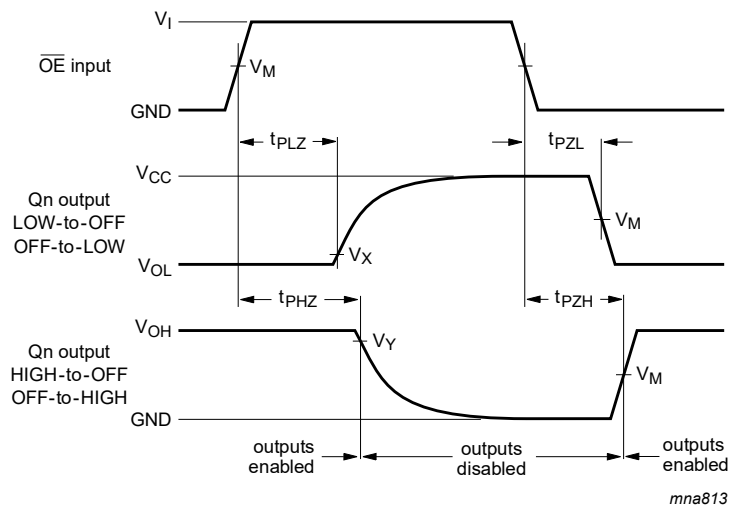 V_I
OE input
V_M
GND
t_PLZ
t_PZL
V_CC
Qn output
LOW-to-OFF
OFF-to-LOW
V_M
V_X
V_OL
t_PHZ
t_PZH
V_OH
V_Y
Qn output
HIGH-to-OFF
OFF-to-HIGH
V_M
GND
outputs
enabled
outputs
disabled
outputs
enabled
mna813